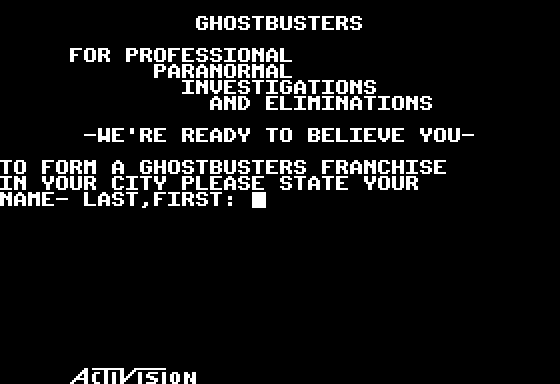 GHOSTBUSTERS
FOR PROFESSIONAL
PARANORMAL
INVESTIGATIONS
AND ELIMINATIONS
-WE'RE READY TO BELIEVE YOU-
TO FORM A GHOSTBUSTERS FRANCHISE
IN YOUR CITY PLEASE STATE YOUR
NAME- LAST,FIRST:
ACTIVISION